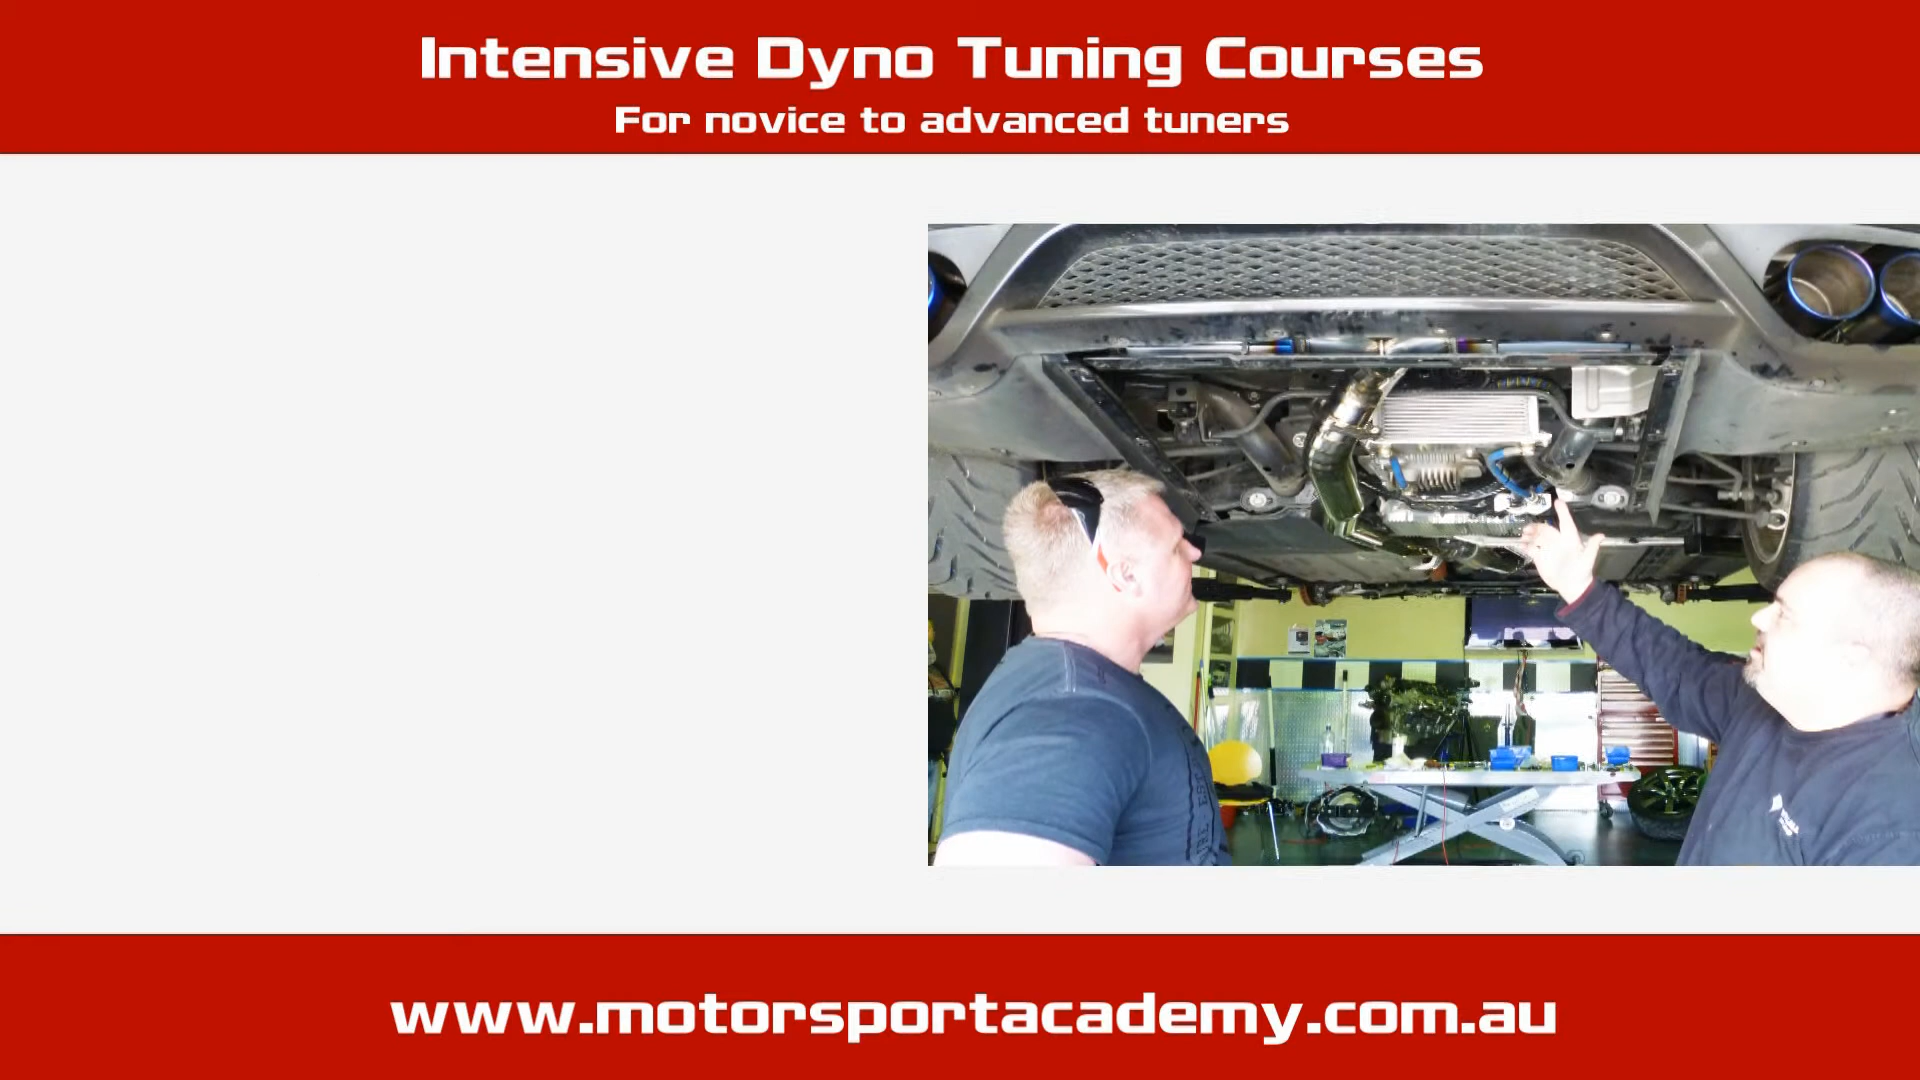 Intensive Dyno Tuning Courses
For novice to advanced tuners
www.motorsportacademy.com.au